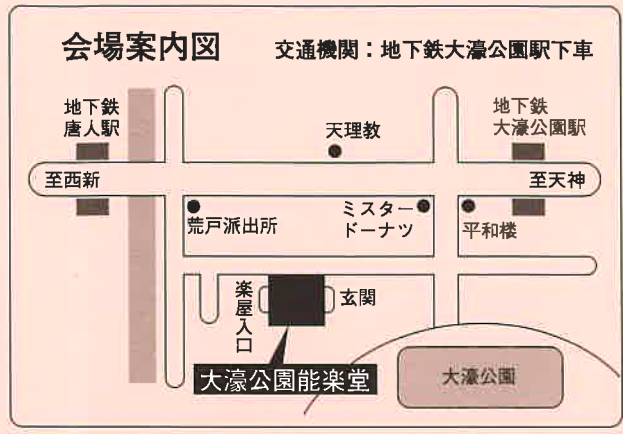 会場案内図
交通機関：地下鉄大濠公園駅下車
地下鉄
唐人駅
天理教
地下鉄
大濠公園駅
至西新
至天神
荒戸派出所
ミスター
ドーナツ
平和楼
楽屋入口
玄関
大濠公園能楽堂
大濠公園